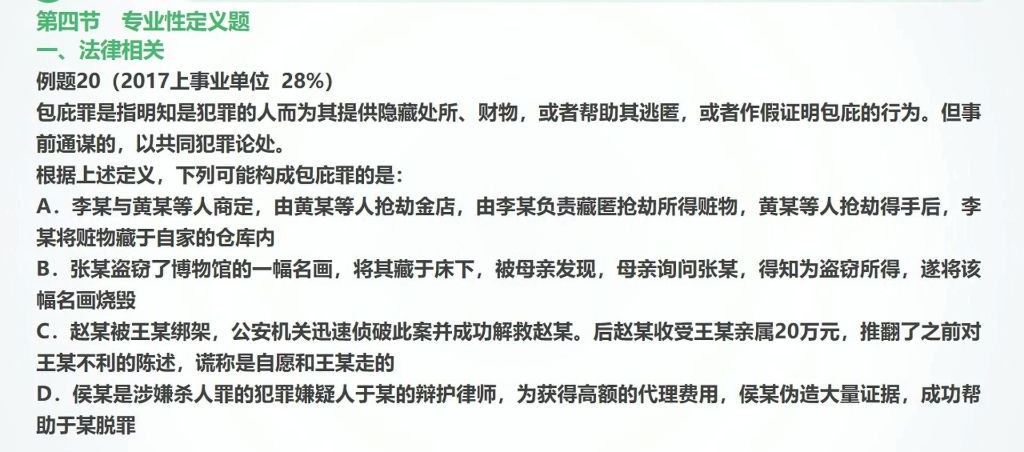 第四节 专业性定义题
一、法律相关
例题20（2017上事业单位 28%）
包庇罪是指明知是犯罪的人而为其提供隐藏处所、财物，或者帮助其逃匿，或者作假证明包庇的行为。但事
前通谋的，以共同犯罪论处。
根据上述定义，下列可能构成包庇罪的是：
A．李某与黄某等人商定，由黄某等人抢劫金店，由李某负责藏匿抢劫所得赃物，黄某等人抢劫得手后，李
某将赃物藏于自家的仓库内
B．张某盗窃了博物馆的一幅名画，将其藏于床下，被母亲发现，母亲询问张某，得知为盗窃所得，遂将该
幅名画烧毁
C．赵某被王某绑架，公安机关迅速侦破此案并成功解救赵某。后赵某收受王某亲属20万元，推翻了之前对
王某不利的陈述，谎称是自愿和王某走的
D．侯某是涉嫌杀人罪的犯罪嫌疑人于某的辩护律师，为获得高额的代理费用，侯某伪造大量证据，成功帮
助于某脱罪